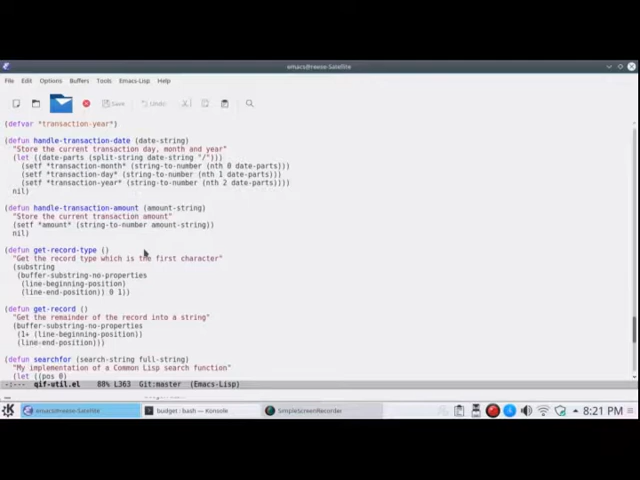 emacs@reese-Satellite
File Edit Options Buffers Tools Emacs-Lisp Help
Save Undo
(defvar *transaction-year*)
(defun handle-transaction-date (date-string)
"Store the current transaction day, month and year"
(let ((date-parts (split-string date-string "/")))
(setf *transaction-month* (string-to-number (nth 0 date-parts)))
(setf *transaction-day* (string-to-number (nth 1 date-parts)))
(setf *transaction-year* (string-to-number (nth 2 date-parts))))
nil)
(defun handle-transaction-amount (amount-string)
"Store the current transaction amount"
(setf *amount* (string-to-number amount-string))
nil)
(defun get-record-type ()
"Get the record type which is the first character"
(substring
(buffer-substring-no-properties
(line-beginning-position)
(line-end-position)) 0 1))
(defun get-record ()
"Get the remainder of the record into a string"
(buffer-substring-no-properties
(1+ (line-beginning-position))
(line-end-position)))
(defun searchfor (search-string full-string)
"My implementation of a Common Lisp search function"
(let ((pos 0)
-:--- qif-util.el 88% L363 Git:master (Emacs-Lisp)
emacs@reese-Satellite
budget : bash — Konsole
SimpleScreenRecorder
8:21 PM